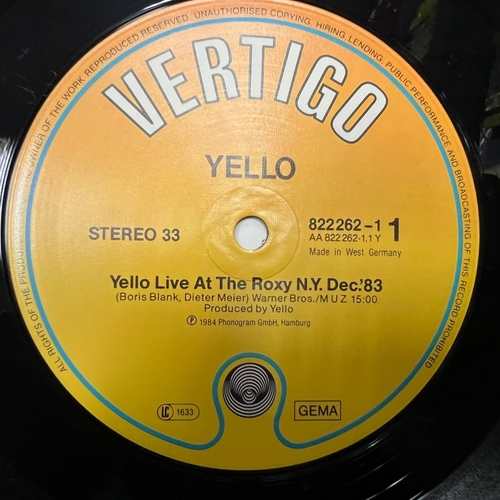 ALL RIGHTS OF THE PRODUCER AND OF THE OWNER OF THE WORK REPRODUCED RESERVED. UNAUTHORISED COPYING, HIRING, LENDING, PUBLIC PERFORMANCE AND BROADCASTING OF THIS RECORD PROHIBITED
VERTIGO
YELLO
STEREO 33
822262-1 1
AA 822 262-1.1 Y
Made in West Germany
Yello Live At The Roxy N.Y. Dec.'83
(Boris Blank, Dieter Meier) Warner Bros./M U Z 15:00
Produced by Yello
℗ 1984 Phonogram GmbH, Hamburg
LC 1633
GEMA